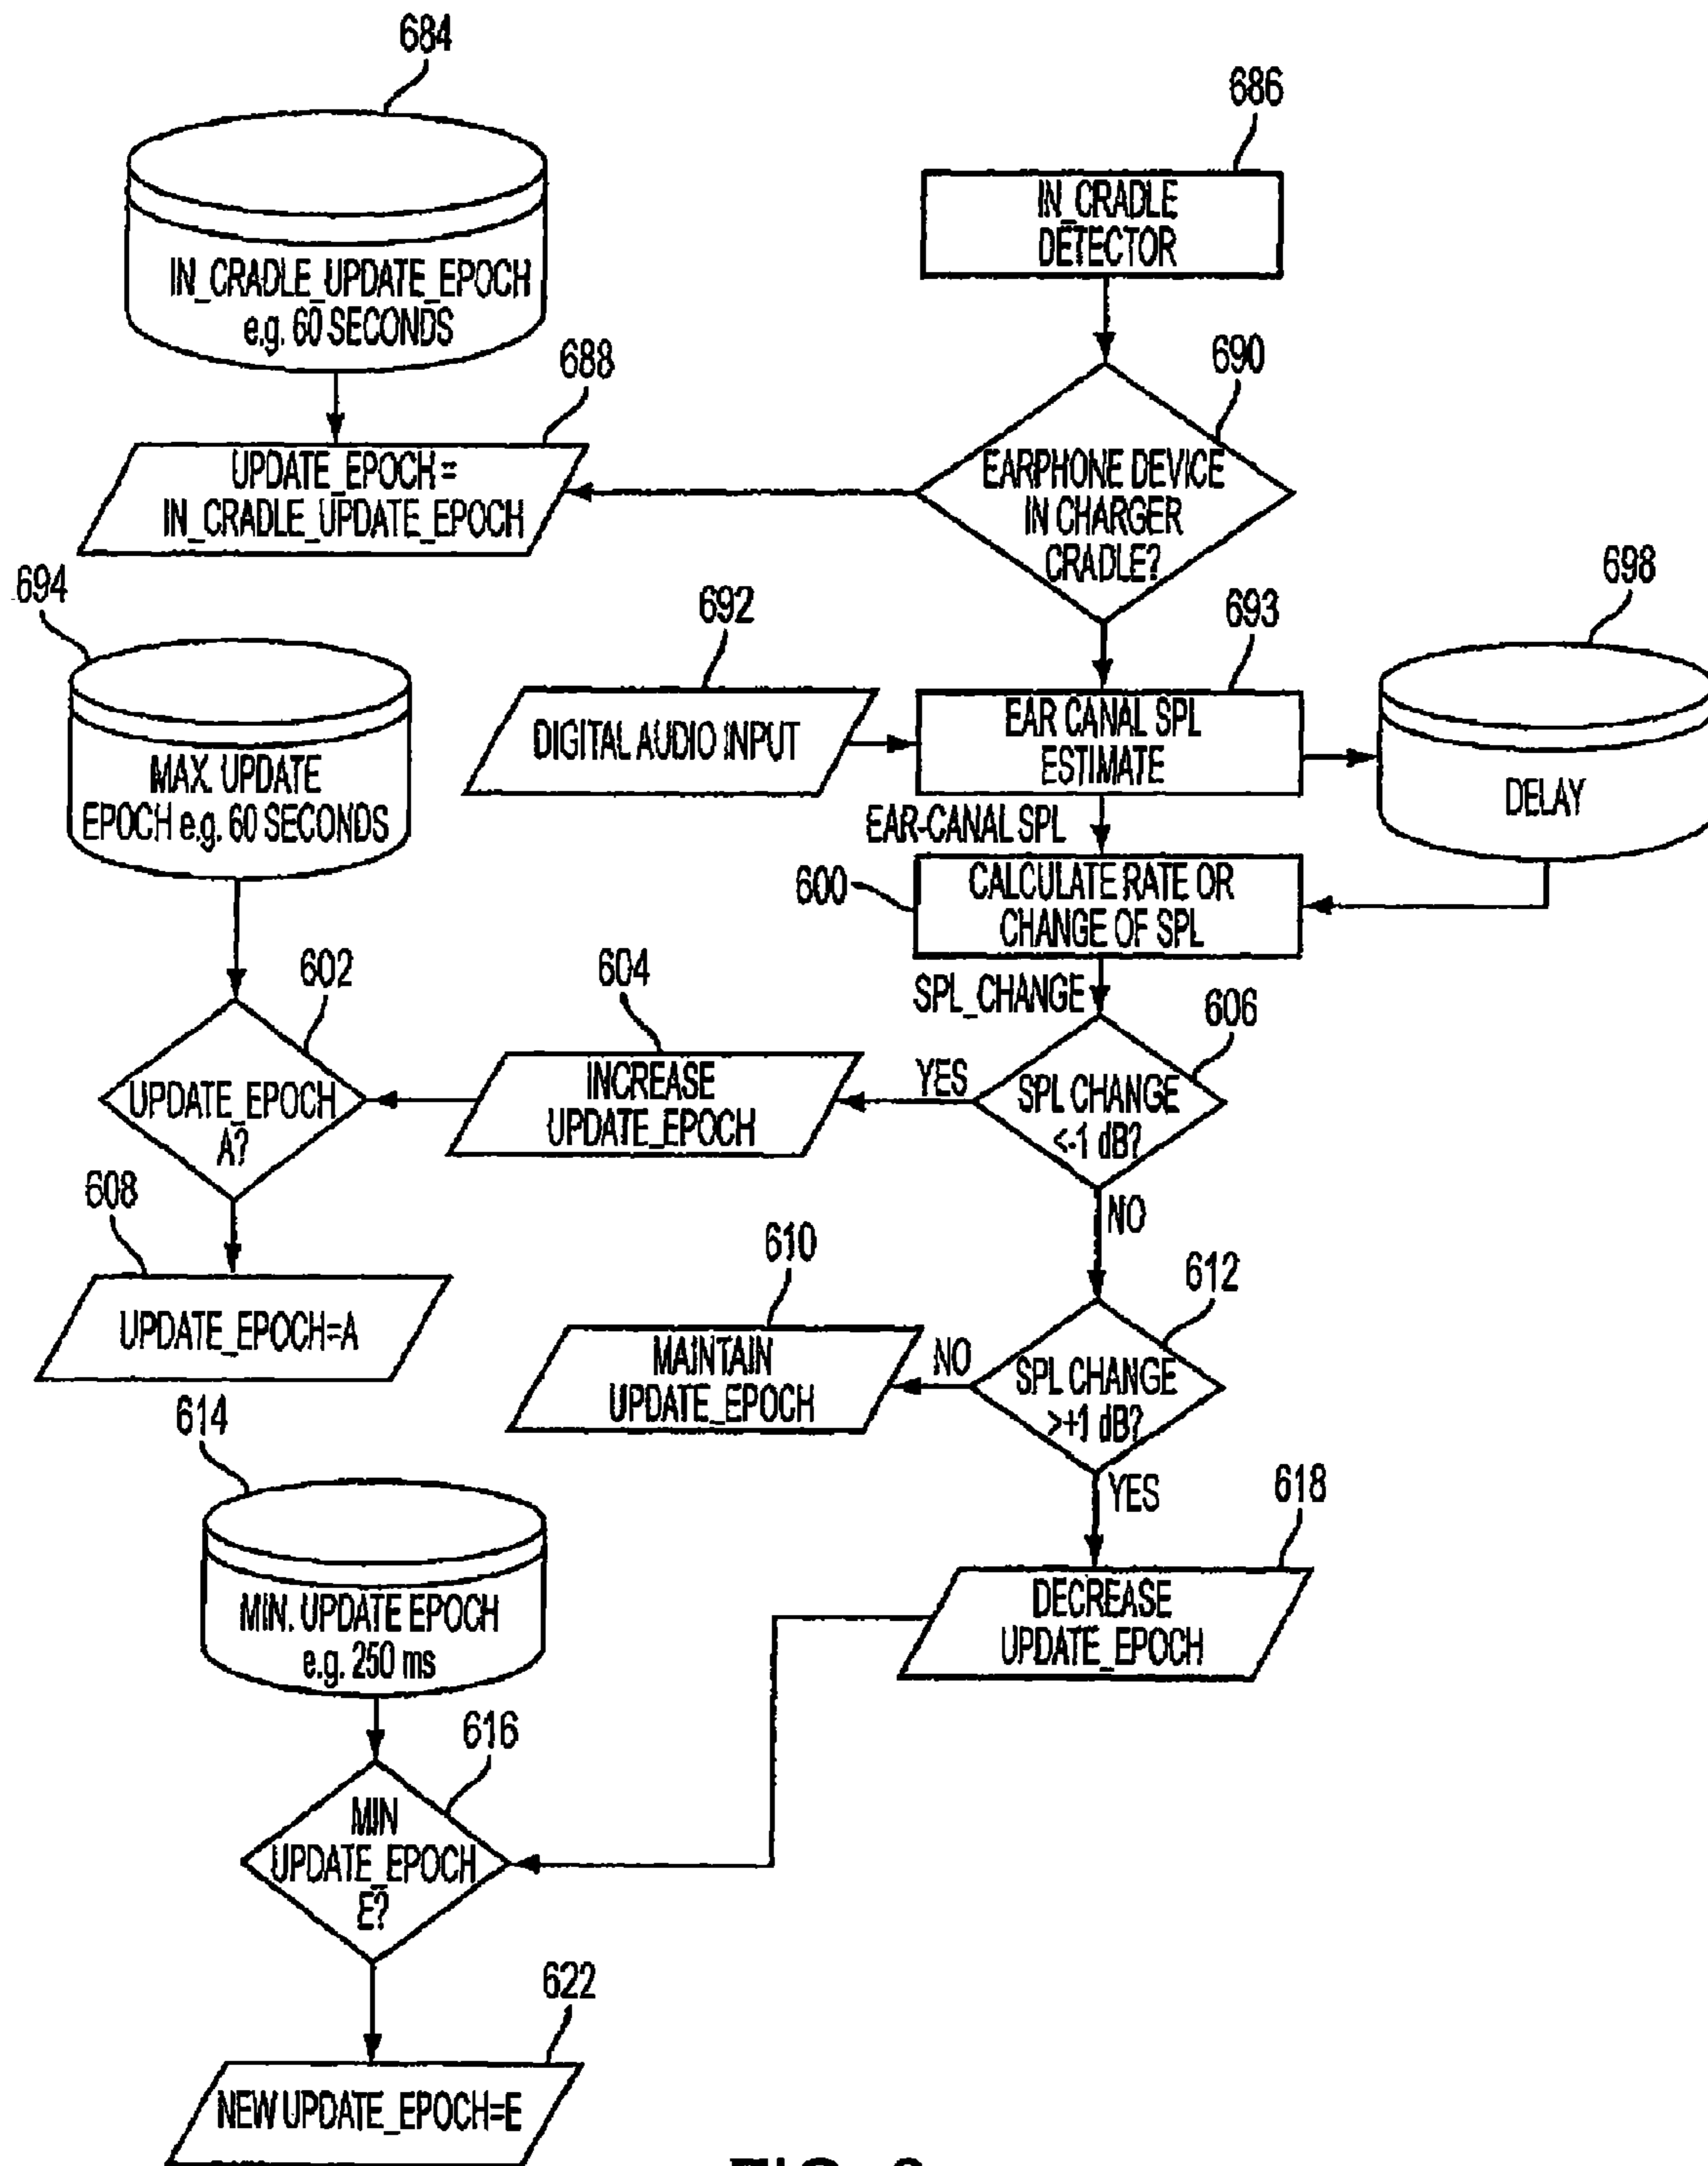 684
686
IN_CRADLE
DETECTOR
IN_CRADLE_UPDATE_EPOCH
e.g. 60 SECONDS
688
690
UPDATE_EPOCH =
IN_CRADLE_UPDATE_EPOCH
EARPHONE DEVICE
IN CHARGER
CRADLE?
694
692
693
698
MAX. UPDATE
EPOCH e.g. 60 SECONDS
DIGITAL AUDIO INPUT
EAR CANAL SPL
ESTIMATE
DELAY
EAR-CANAL SPL
600
CALCULATE RATE OR
CHANGE OF SPL
602
604
SPL_CHANGE
606
UPDATE_EPOCH
A?
INCREASE
UPDATE_EPOCH
YES
SPL CHANGE
<-1 dB?
608
NO
UPDATE_EPOCH=A
610
612
MAINTAIN
UPDATE_EPOCH
NO
SPL CHANGE
>+1 dB?
614
YES
618
MIN. UPDATE EPOCH
e.g. 250 ms
DECREASE
UPDATE_EPOCH
616
MIN
UPDATE_EPOCH
E?
622
NEW UPDATE_EPOCH=E